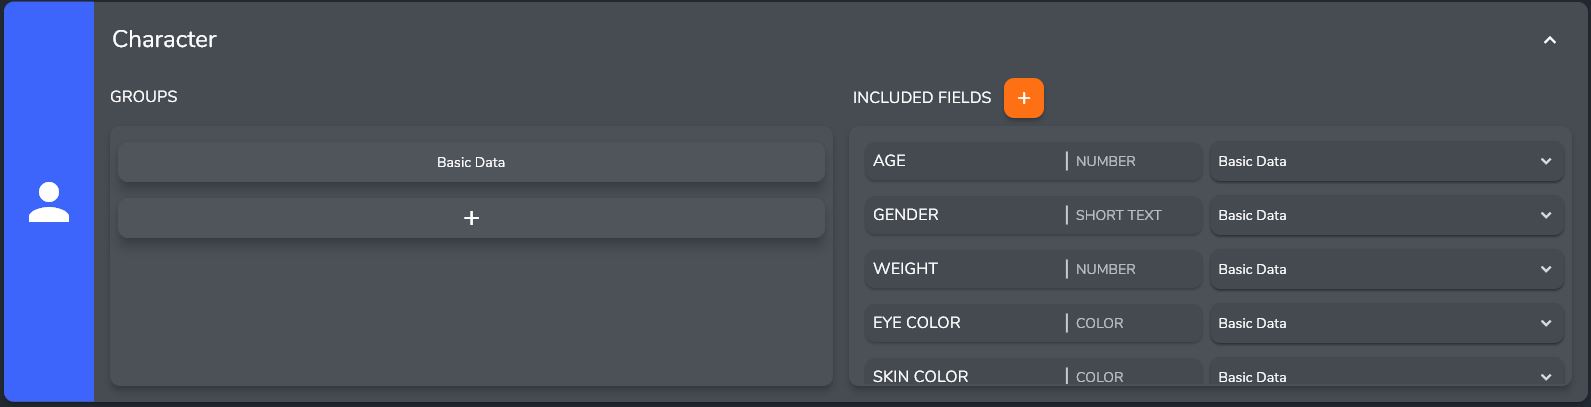 Character
GROUPS
Basic Data
+
INCLUDED FIELDS +
AGE | NUMBER Basic Data
GENDER | SHORT TEXT Basic Data
WEIGHT | NUMBER Basic Data
EYE COLOR | COLOR Basic Data
SKIN COLOR | COLOR Basic Data